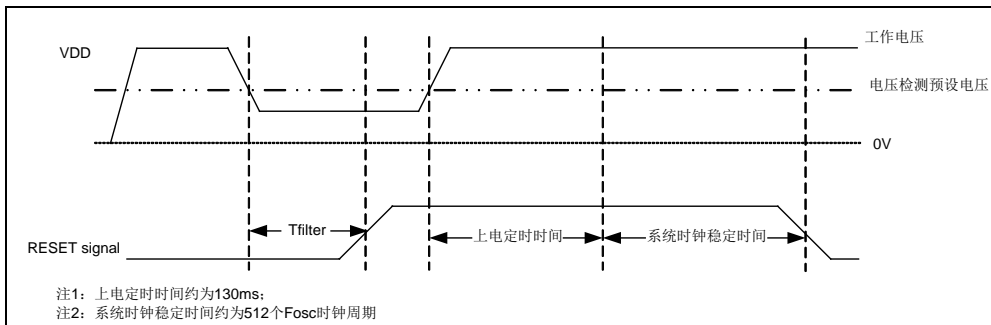 VDD
工作电压
电压检测预设电压
0V
Tfilter
上电定时时间
系统时钟稳定时间
RESET signal
注1：上电定时时间约为130ms；
注2：系统时钟稳定时间约为512个Fosc时钟周期